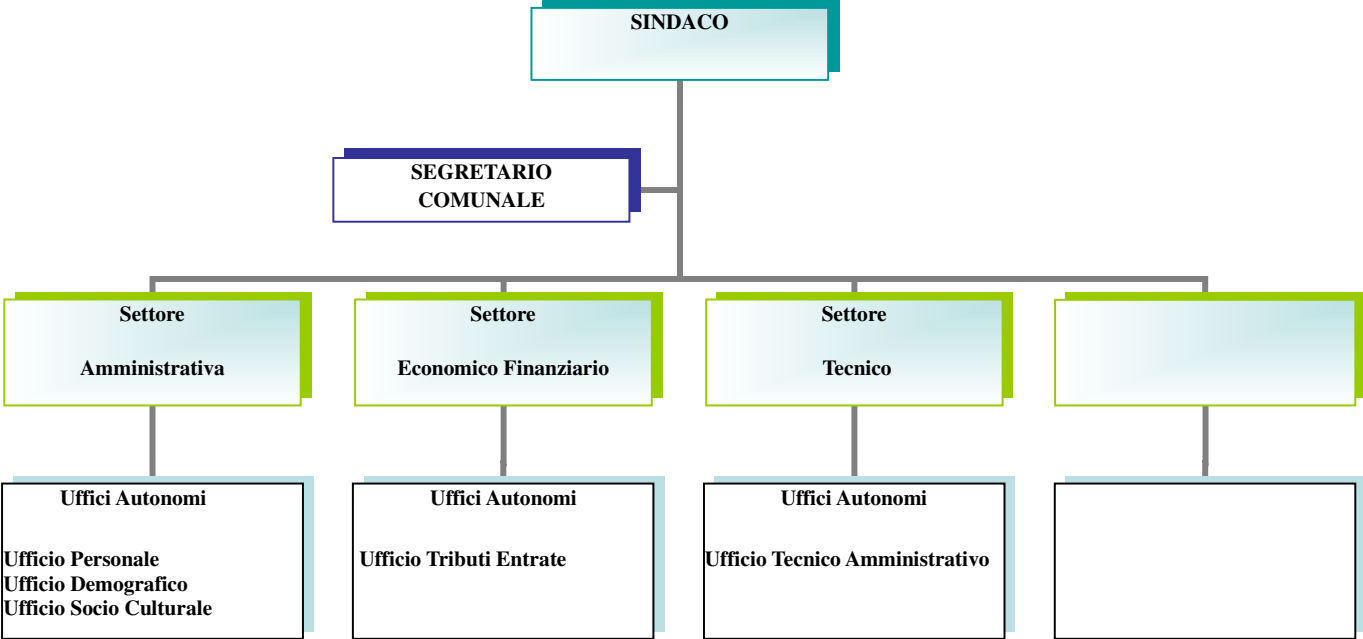 SINDACO
SEGRETARIO
COMUNALE
Settore
Amministrativa
Settore
Economico Finanziario
Settore
Tecnico
Uffici Autonomi
Ufficio Personale
Ufficio Demografico
Ufficio Socio Culturale
Uffici Autonomi
Ufficio Tributi Entrate
Uffici Autonomi
Ufficio Tecnico Amministrativo